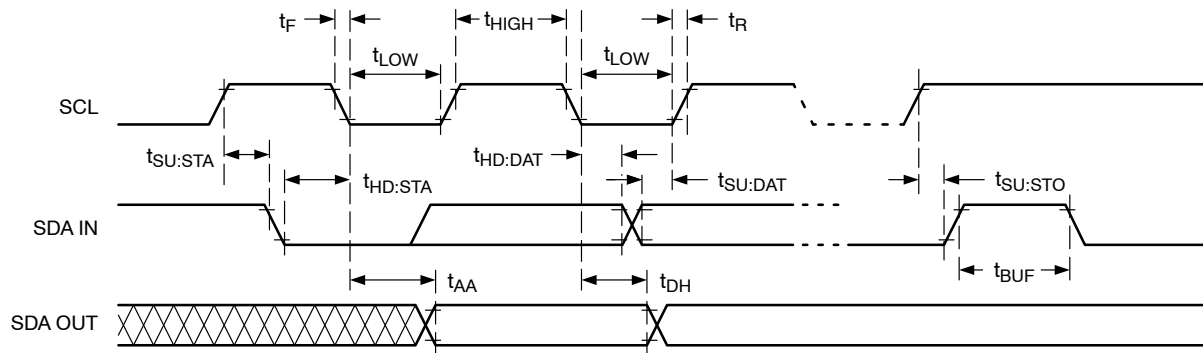 tF
tHIGH
tR
tLOW
tLOW
SCL
tSU:STA
tHD:STA
tHD:DAT
tSU:DAT
tSU:STO
SDA IN
tBUF
tAA
tDH
SDA OUT